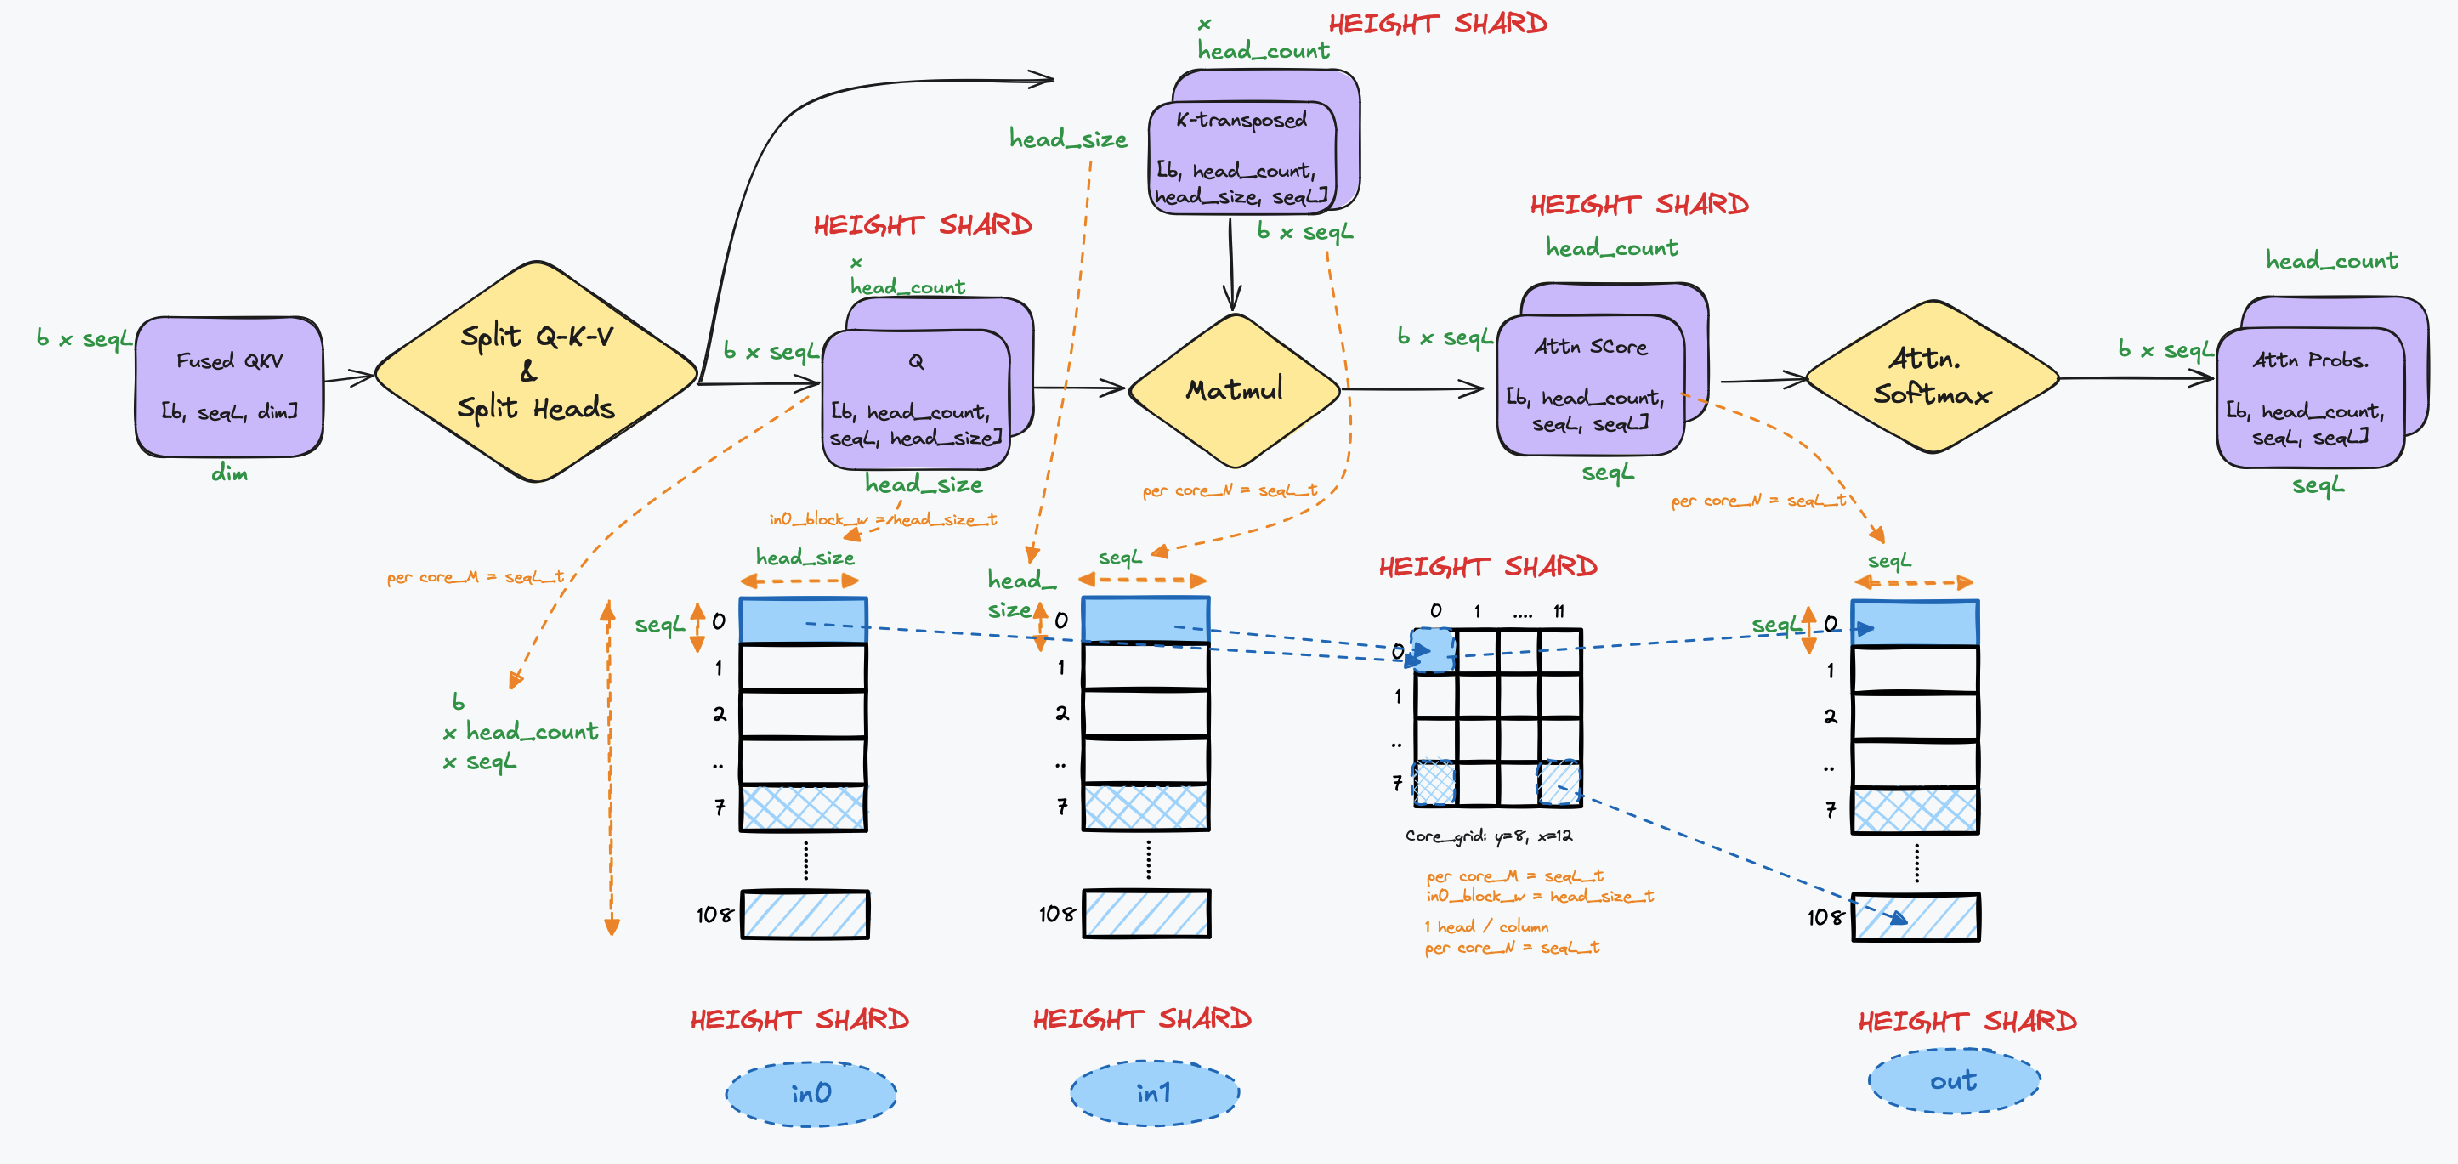 x
head_count
HEIGHT SHARD
K-transposed
[b, head_count,
head_size, seqL]
head_size
b x seqL
HEIGHT SHARD
x
head_count
b x seqL
Q
[b, head_count,
seqL, head_size]
head_size
b x seqL
Fused QKV
[b, seqL, dim]
dim
Split Q-K-V
&
Split Heads
Matmul
HEIGHT SHARD
head_count
b x seqL
Attn SCore
[b, head_count,
seqL, seqL]
seqL
Attn.
Softmax
head_count
b x seqL
Attn Probs.
[b, head_count,
seqL, seqL]
seqL
per core_M = seqL_t
in0_block_w = head_size_t
per core_N = seqL_t
per core_N = seqL_t
b
x head_count
x seqL
head_size
seqL
0
1
2
..
7
108
HEIGHT SHARD
in0
seqL
head_
size
0
1
2
..
7
108
HEIGHT SHARD
in1
HEIGHT SHARD
0 1 .... 11
0
1
..
7
Core_grid: y=8, x=12
per core_M = seqL_t
in0_block_w = head_size_t
1 head / column
per core_N = seqL_t
seqL
seqL
0
1
2
..
7
108
HEIGHT SHARD
out